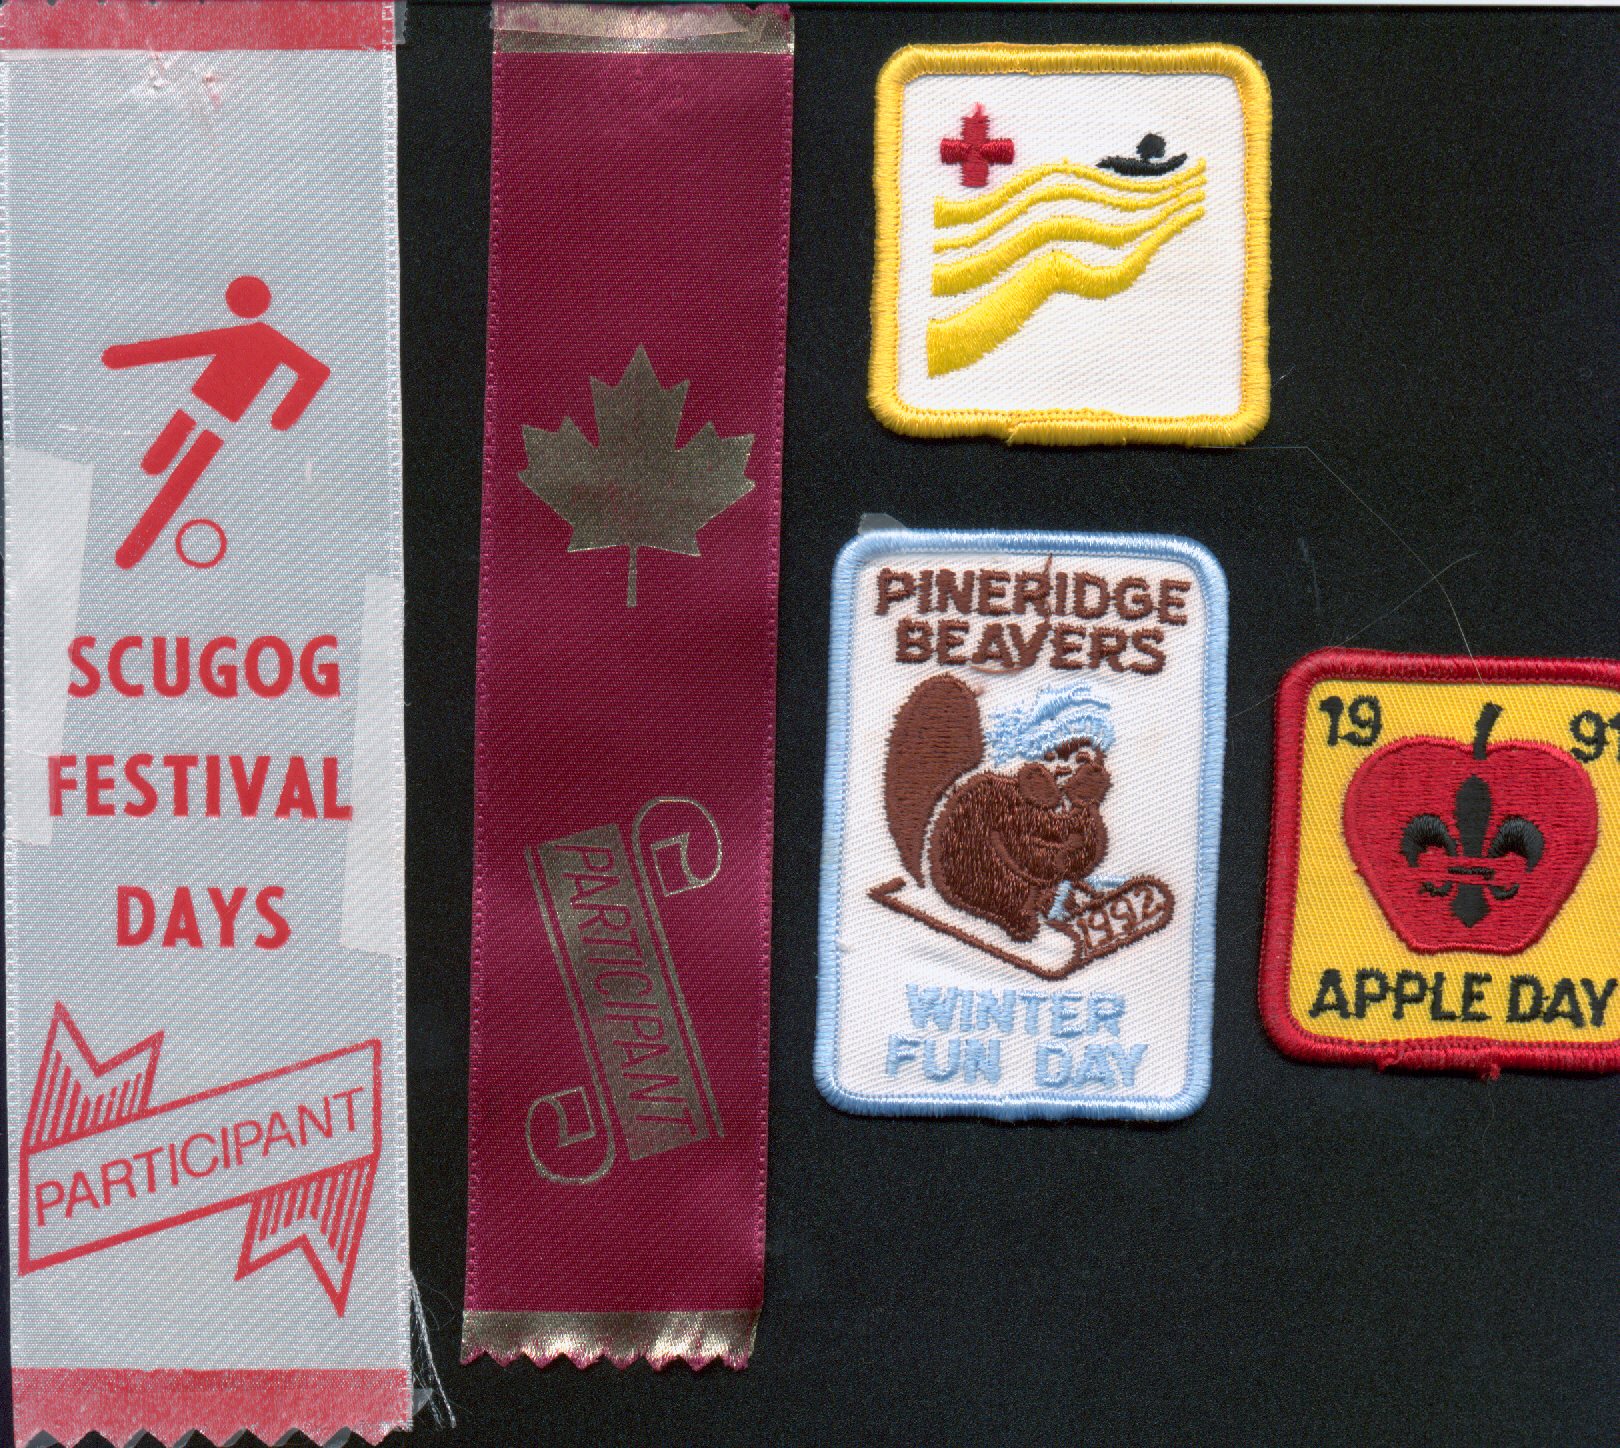 SCUGOG
FESTIVAL
DAYS
PARTICIPANT
PARTICIPANT
PINERIDGE
BEAVERS
1992
WINTER
FUN DAY
19 91
APPLE DAY